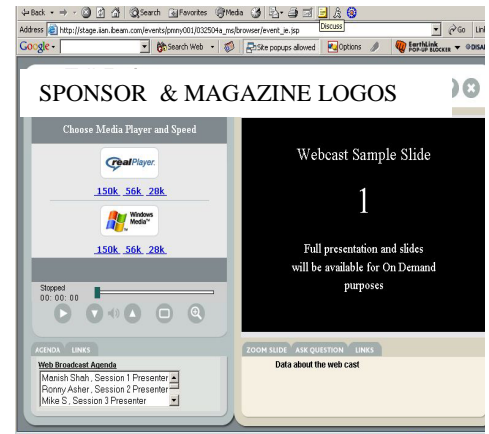 Back Search Favorites Media
Address http://stage.iian.ibeam.com/events/pmny001/032504a_ms/browser/event_ie.jsp Go Lin
Discuss
Google Search Web Site popups allowed Options EarthLink POP-UP BLOCKER DISA
SPONSOR & MAGAZINE LOGOS
Choose Media Player and Speed
realPlayer.
150k 56k 28k
Windows Media™
150k 56k 28k
Stopped
00: 00: 00
Webcast Sample Slide
1
Full presentation and slides
will be available for On Demand
purposes
AGENDA LINKS
Web Broadcast Agenda
Manish Shah , Session 1 Presenter
Ronny Asher , Session 2 Presenter
Mike S , Session 3 Presenter
ZOOM SLIDE ASK QUESTION LINKS
Data about the web cast